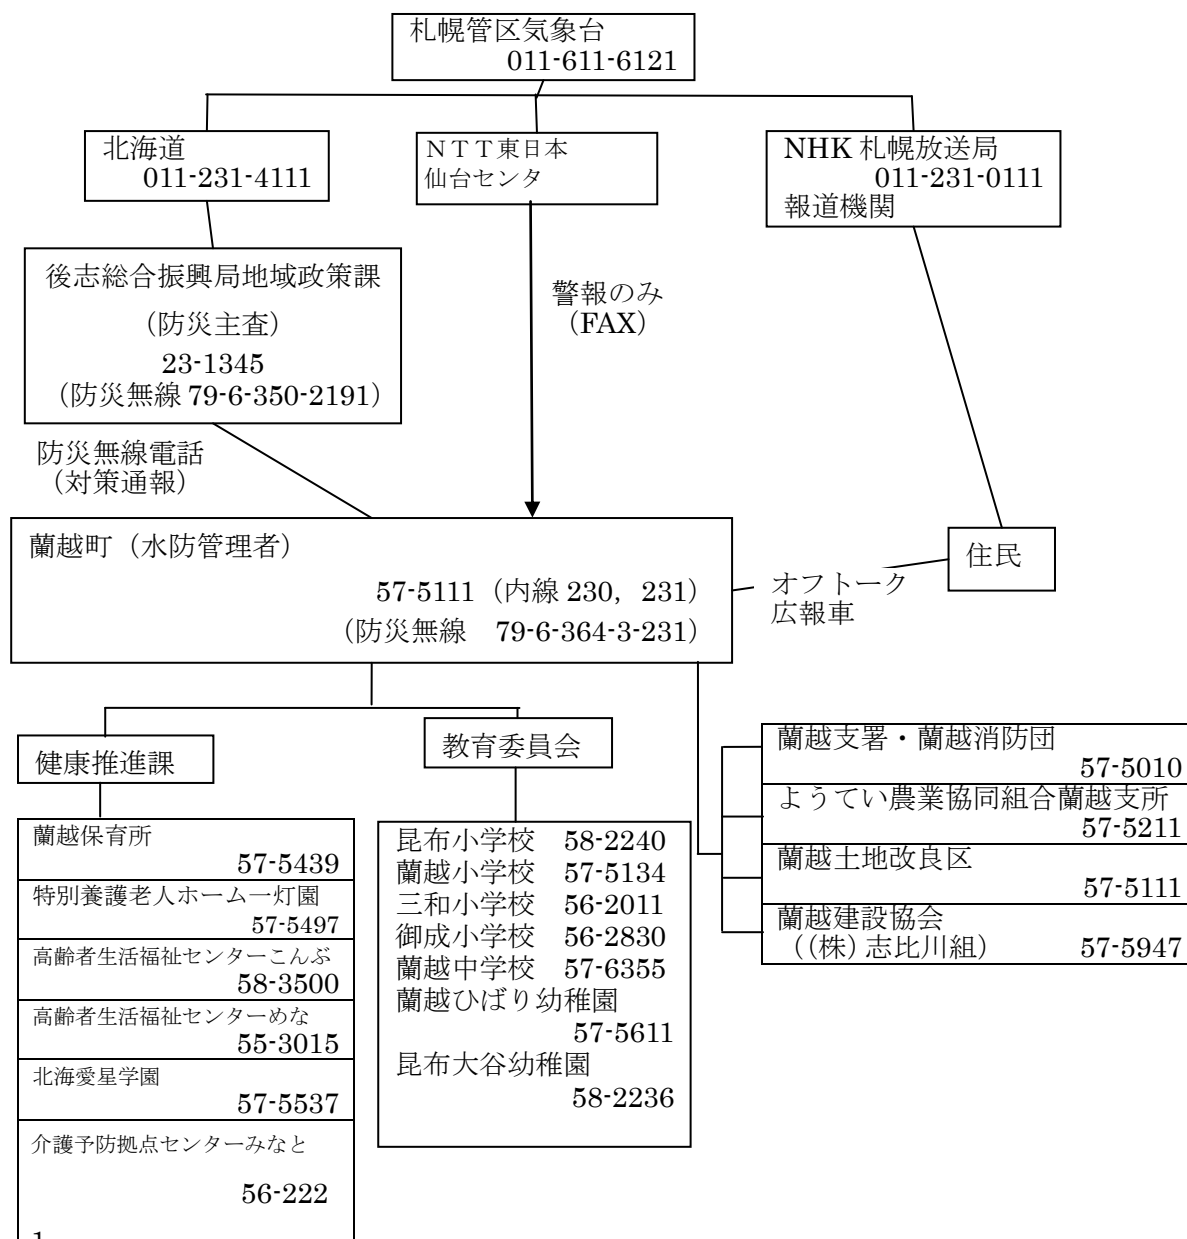 札幌管区気象台
011-611-6121
北海道
011-231-4111
ＮＴＴ東日本
仙台センタ
NHK 札幌放送局
011-231-0111
報道機関
後志総合振興局地域政策課
（防災主査）
23-1345
（防災無線 79-6-350-2191）
警報のみ
（FAX）
防災無線電話
（対策通報）
蘭越町（水防管理者）
57-5111（内線 230，231）
（防災無線　79-6-364-3-231）
住民
オフトーク
広報車
健康推進課
教育委員会
蘭越保育所
57-5439
特別養護老人ホーム一灯園
57-5497
高齢者生活福祉センターこんぶ
58-3500
高齢者生活福祉センターめな
55-3015
北海愛星学園
57-5537
介護予防拠点センターみなと
56-222
1
昆布小学校　58-2240
蘭越小学校　57-5134
三和小学校　56-2011
御成小学校　56-2830
蘭越中学校　57-6355
蘭越ひばり幼稚園
57-5611
昆布大谷幼稚園
58-2236
蘭越支署・蘭越消防団
57-5010
ようてい農業協同組合蘭越支所
57-5211
蘭越土地改良区
57-5111
蘭越建設協会
（(株) 志比川組）　57-5947